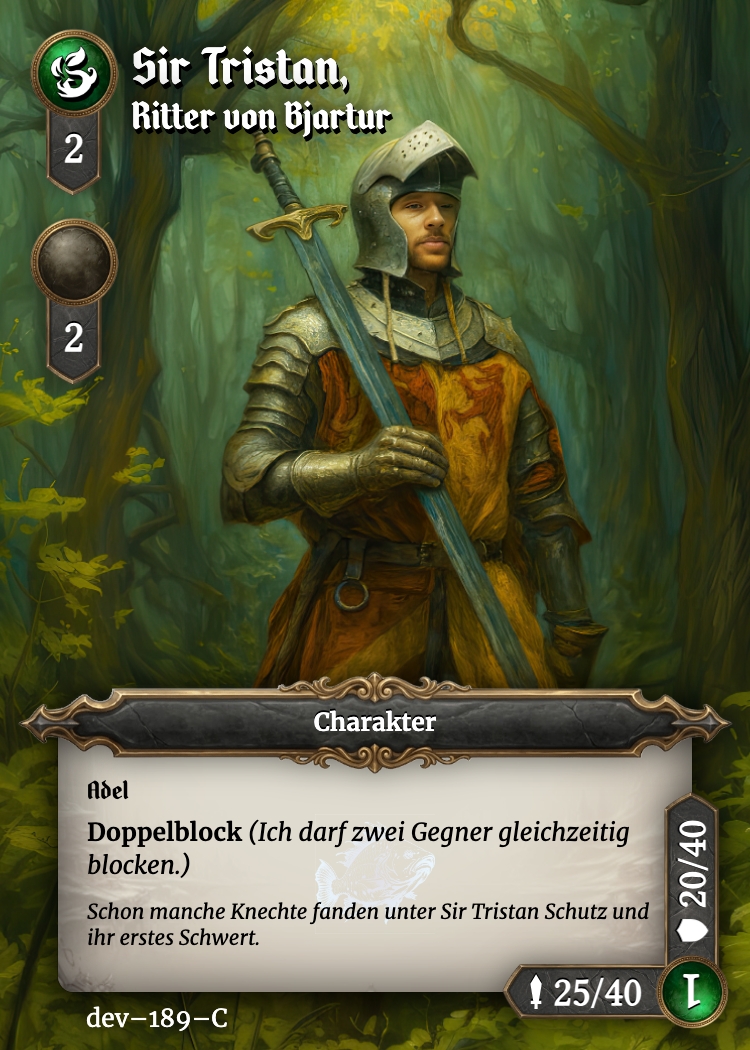 Sir Tristan,
Ritter von Bjartur
2
2
Charakter
Adel
Doppelblock (Ich darf zwei Gegner gleichzeitig
blocken.)
Schon manche Knechte fanden unter Sir Tristan Schutz und
ihr erstes Schwert.
20/40
25/40
1
dev–189–C